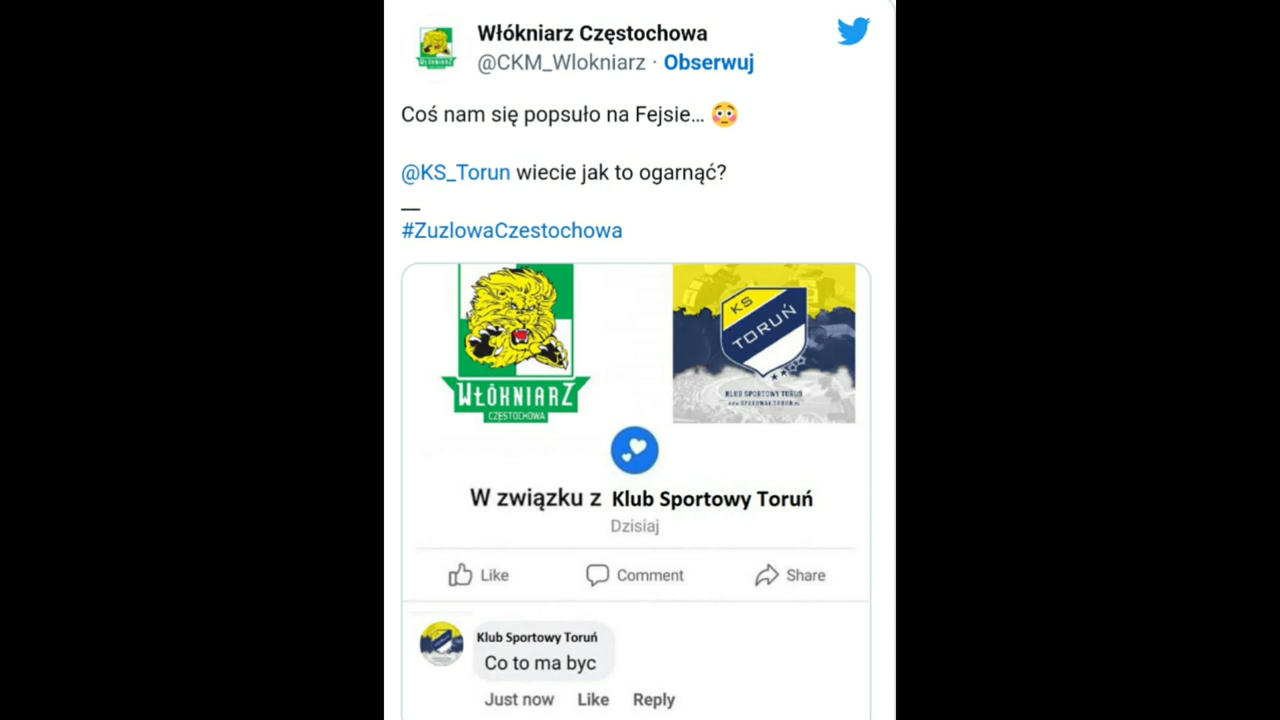 Włókniarz Częstochowa
@CKM_Wlokniarz · Obserwuj
Coś nam się popsuło na Fejsie... 😳
@KS_Torun wiecie jak to ogarnąć?
__
#ZuzlowaCzestochowa
WŁÓKNIARZ
CZĘSTOCHOWA
KS
TORUŃ
KLUB SPORTOWY TORUŃ
W związku z Klub Sportowy Toruń
Dzisiaj
Like Comment Share
Klub Sportowy Toruń
Co to ma byc
Just now Like Reply